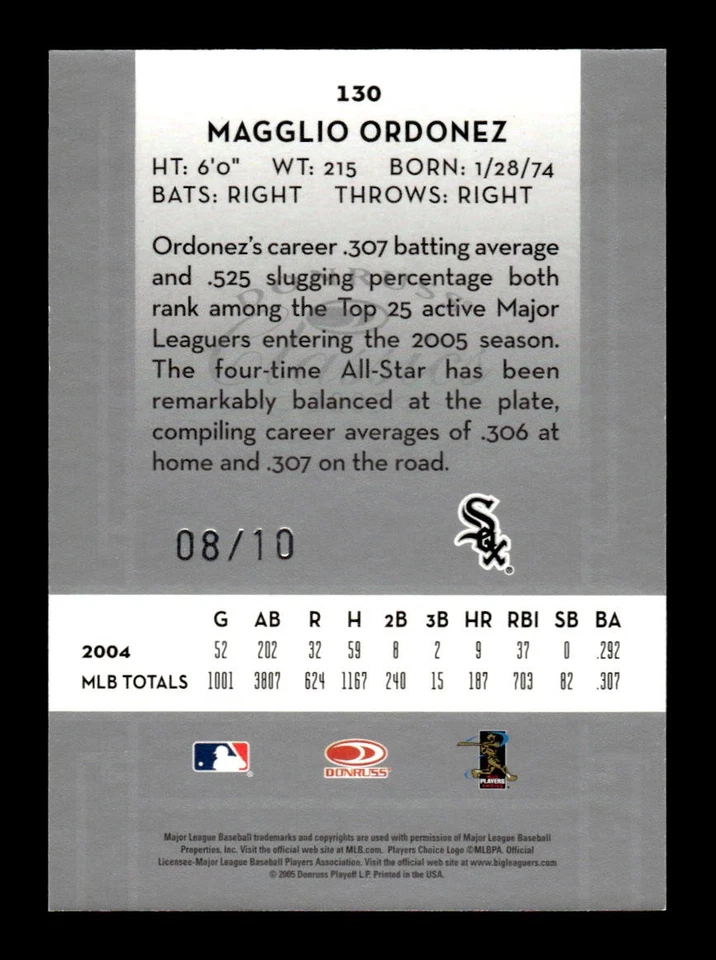 130
MAGGLIO ORDONEZ
HT: 6'0" WT: 215 BORN: 1/28/74
BATS: RIGHT THROWS: RIGHT
Ordonez's career .307 batting average
and .525 slugging percentage both
rank among the Top 25 active Major
Leaguers entering the 2005 season.
The four-time All-Star has been
remarkably balanced at the plate,
compiling career averages of .306 at
home and .307 on the road.
DONRUSS
Classics
08/10
Sox
G AB R H 2B 3B HR RBI SB BA
2004 52 202 32 59 8 2 9 37 0 .292
MLB TOTALS 1001 3807 624 1167 240 15 187 703 82 .307
DONRUSS
PLAYERS
CHOICE
Major League Baseball trademarks and copyrights are used with permission of Major League Baseball
Properties, Inc. Visit the official web site at MLB.com. Players Choice Logo ©MLBPA. Official
Licensee-Major League Baseball Players Association. Visit the official web site at www.bigleaguers.com
© 2005 Donruss Playoff L.P. Printed in the USA.